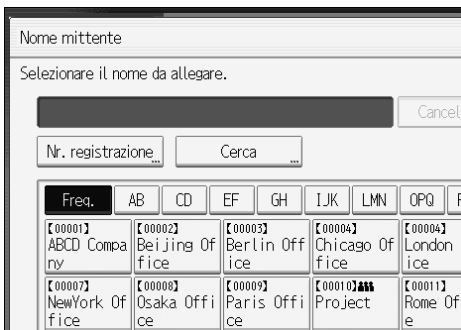 Nome mittente
Selezionare il nome da allegare.
Cancel
Nr. registrazione
Cerca
Freq. AB CD EF GH IJK LMN OPQ
【00001】 【00002】 【00003】 【00004】 【00004】
ABCD Compa Beijing Of Berlin Off Chicago Of London
ny fice ice fice ice
【00007】 【00008】 【00009】 【00010】 【00011】
NewYork Of Osaka Offi Paris Offi Project Rome Of
fice ce ce e